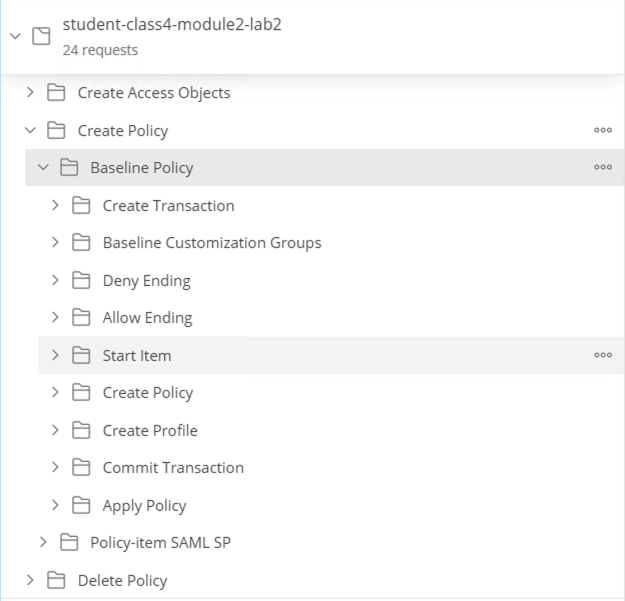 student-class4-module2-lab2
24 requests
Create Access Objects
Create Policy
Baseline Policy
Create Transaction
Baseline Customization Groups
Deny Ending
Allow Ending
Start Item
Create Policy
Create Profile
Commit Transaction
Apply Policy
Policy-item SAML SP
Delete Policy